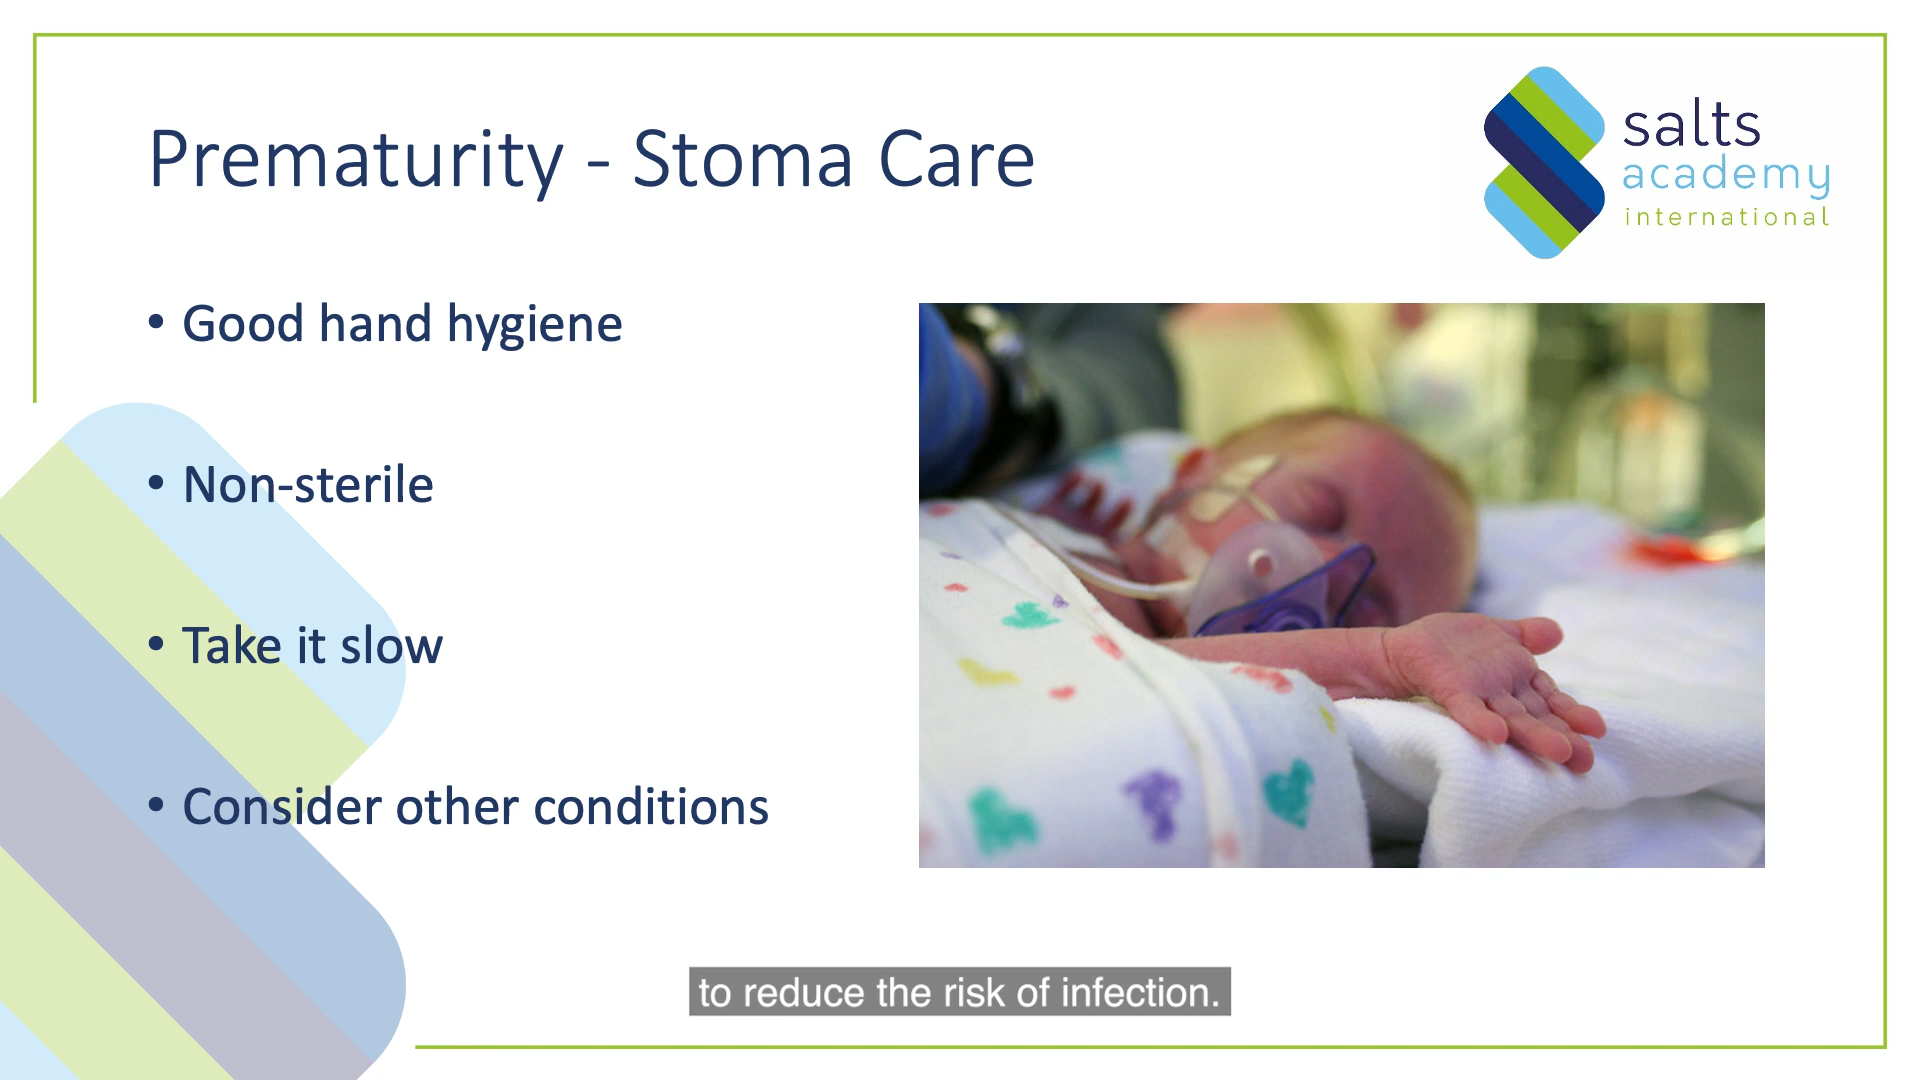 Prematurity - Stoma Care
salts
academy
international
• Good hand hygiene
• Non-sterile
• Take it slow
• Consider other conditions
to reduce the risk of infection.